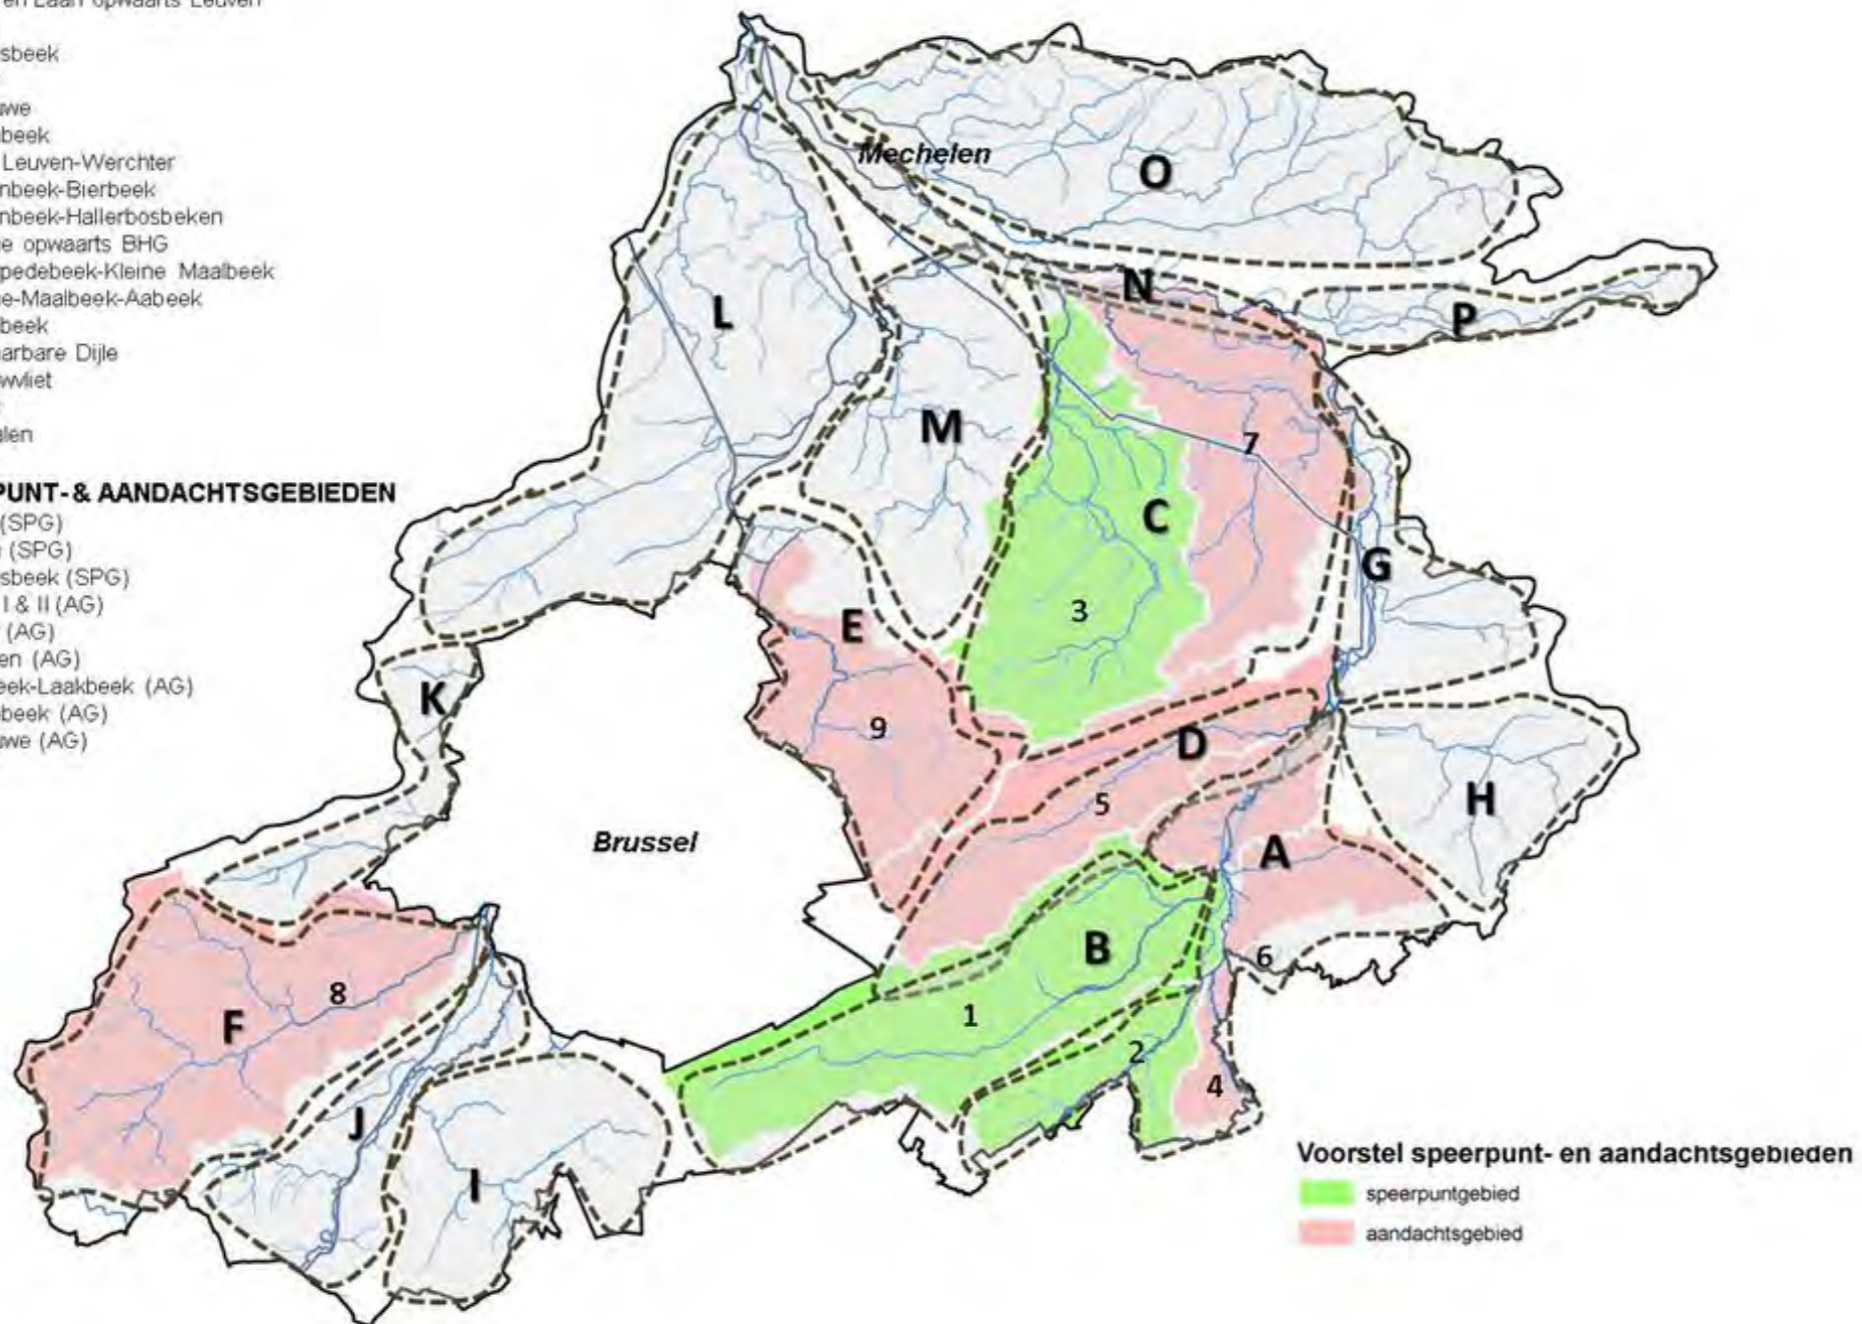 en Laan opwaarts Leuven
sbeek
uwe
beek
Leuven-Werchter
nbeek-Bierbeek
nbeek-Hallerbosbeken
e opwaarts BHG
pedebeek-Kleine Maalbeek
e-Maalbeek-Aabeek
beek
arbare Dijle
wvliet
alen
PUNT- & AANDACHTSGEBIEDEN
(SPG)
(SPG)
sbeek (SPG)
I & II (AG)
(AG)
en (AG)
eek-Laakbeek (AG)
beek (AG)
uwe (AG)
Mechelen
O
N
P
L
M
7
C
G
3
E
K
9
D
5
H
A
Brussel
B
6
8
F
1
2
4
J
I
Voorstel speerpunt- en aandachtsgebieden
speerpuntgebied
aandachtsgebied